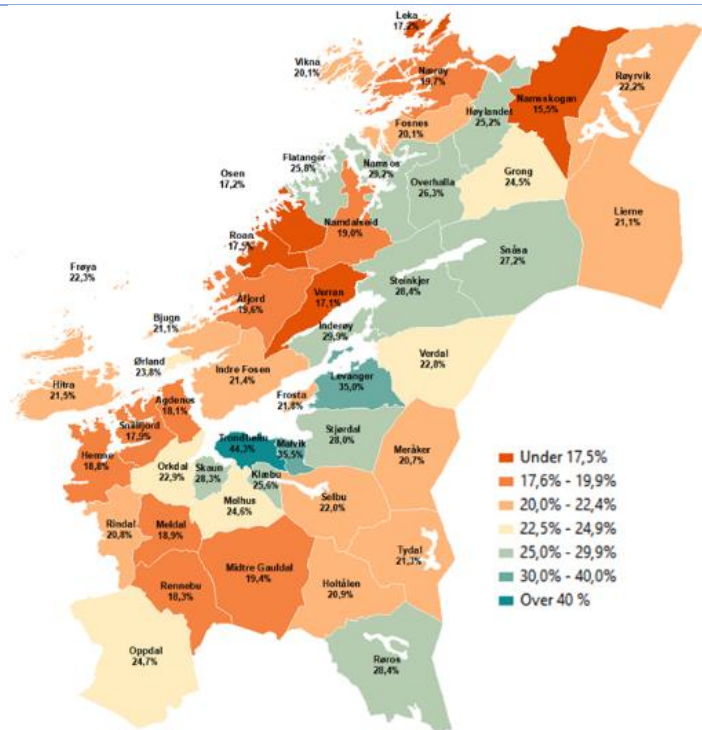 Leka
17,2%
Vikna
20,1%
Nærøy
19,7%
Namsskogan
15,5%
Røyrvik
22,2%
Høylandet
25,2%
Fosnes
20,1%
Flatanger
25,8%
Namsos
29,2%
Overhalla
26,3%
Grong
24,5%
Osen
17,2%
Lierne
21,1%
Namdalseid
19,0%
Roan
17,5%
Snåsa
27,2%
Frøya
22,3%
Steinkjer
28,4%
Verran
17,1%
Åfjord
19,6%
Bjugn
21,1%
Inderøy
29,9%
Ørland
23,8%
Indre Fosen
21,4%
Verdal
22,8%
Levanger
35,0%
Hitra
21,5%
Frosta
21,8%
Agdenes
18,1%
Snillfjord
17,9%
Stjørdal
28,0%
Trondheim
44,3%
Malvik
35,5%
Meråker
20,7%
Hemne
18,8%
Orkdal
22,9%
Skaun
28,3%
Klæbu
25,6%
Melhus
24,6%
Selbu
22,0%
Rindal
20,8%
Meldal
18,9%
Tydal
21,3%
Midtre Gauldal
19,4%
Rennebu
18,3%
Holtålen
20,9%
Oppdal
24,7%
Røros
28,4%
Under 17,5%
17,6% - 19,9%
20,0% - 22,4%
22,5% - 24,9%
25,0% - 29,9%
30,0% - 40,0%
Over 40 %